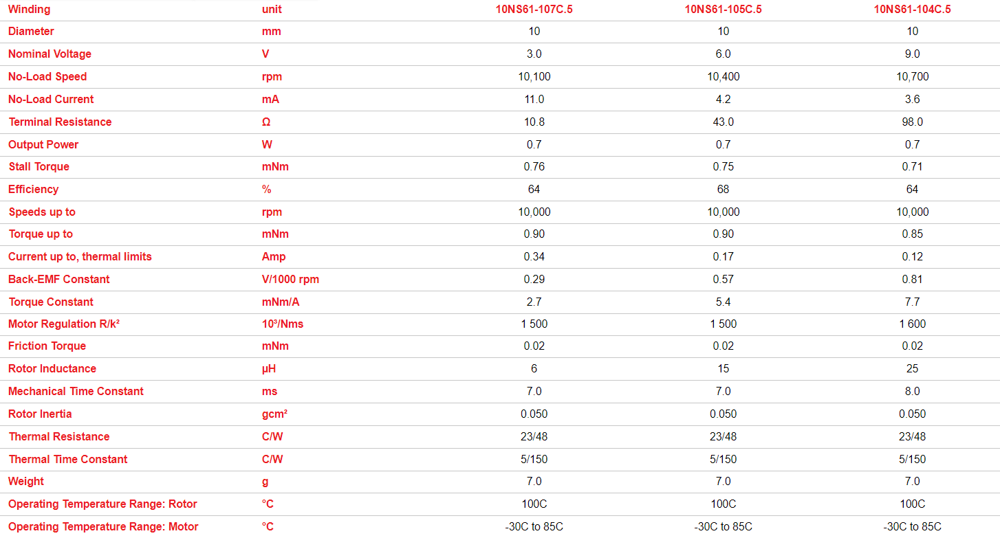 Winding unit 10NS61-107C.5 10NS61-105C.5 10NS61-104C.5
Diameter mm 10 10 10
Nominal Voltage V 3.0 6.0 9.0
No-Load Speed rpm 10,100 10,400 10,700
No-Load Current mA 11.0 4.2 3.6
Terminal Resistance Ω 10.8 43.0 98.0
Output Power W 0.7 0.7 0.7
Stall Torque mNm 0.76 0.75 0.71
Efficiency % 64 68 64
Speeds up to rpm 10,000 10,000 10,000
Torque up to mNm 0.90 0.90 0.85
Current up to, thermal limits Amp 0.34 0.17 0.12
Back-EMF Constant V/1000 rpm 0.29 0.57 0.81
Torque Constant mNm/A 2.7 5.4 7.7
Motor Regulation R/k² 10³/Nms 1 500 1 500 1 600
Friction Torque mNm 0.02 0.02 0.02
Rotor Inductance µH 6 15 25
Mechanical Time Constant ms 7.0 7.0 8.0
Rotor Inertia gcm² 0.050 0.050 0.050
Thermal Resistance C/W 23/48 23/48 23/48
Thermal Time Constant C/W 5/150 5/150 5/150
Weight g 7.0 7.0 7.0
Operating Temperature Range: Rotor °C 100C 100C 100C
Operating Temperature Range: Motor °C -30C to 85C -30C to 85C -30C to 85C